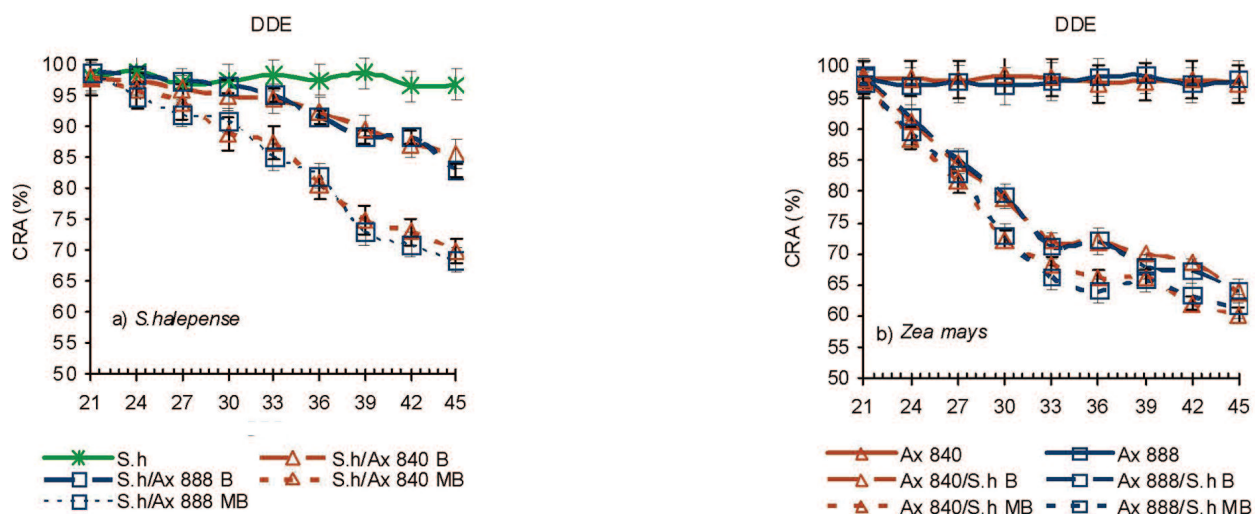 DDE
CRA (%)
100
95
90
85
80
75
70
65
60
55
50
a) S.halepense
21 24 27 30 33 36 39 42 45
S.h
S.h/Ax 840 B
S.h/Ax 888 B
S.h/Ax 840 MB
S.h/Ax 888 MB
DDE
CRA (%)
100
95
90
85
80
75
70
65
60
55
50
b) Zea mays
21 24 27 30 33 36 39 42 45
Ax 840
Ax 888
Ax 840/S.h B
Ax 888/S.h B
Ax 840/S.h MB
Ax 888/S.h MB